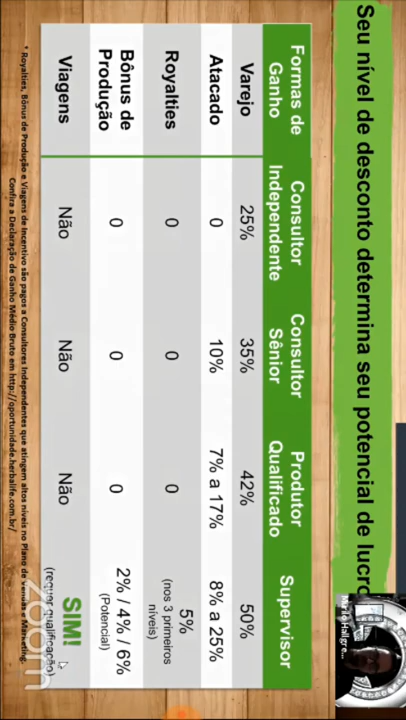 Seu nível de desconto determina seu potencial de lucro
Formas de Ganho
Consultor Independente
Consultor Sênior
Produtor Qualificado
Supervisor
Varejo 25% 35% 42% 50%
Atacado 0 10% 7% a 17% 8% a 25%
Royalties 0 0 0 5% (nos 3 primeiros níveis)
Bônus de Produção 0 0 0 2% / 4% / 6% (Potencial)
Viagens Não Não Não SIM! (requer qualificação)
* Royalties, Bônus de Produção e Viagens de Incentivo são pagos a Consultores Independentes que atingem altos níveis no Plano de Vendas e Marketing.
Confira a Declaração de Ganho Médio Bruto em http://oportunidade.herbalife.com.br/
zoom